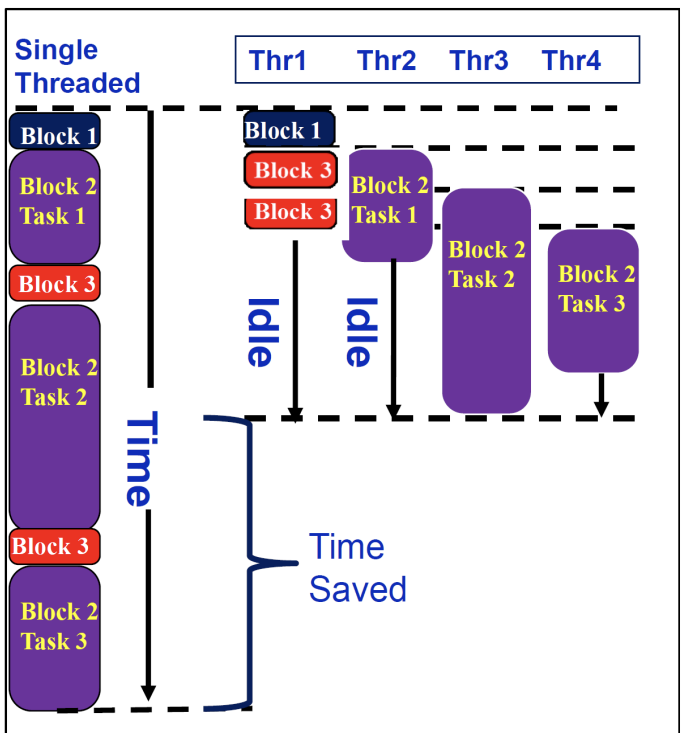 Single
Threaded
Thr1 Thr2 Thr3 Thr4
Block 1
Block 2
Task 1
Block 3
Block 2
Task 2
Block 3
Block 2
Task 3
Time
Block 1
Block 3
Block 3
Idle
Block 2
Task 1
Idle
Block 2
Task 2
Block 2
Task 3
Time
Saved